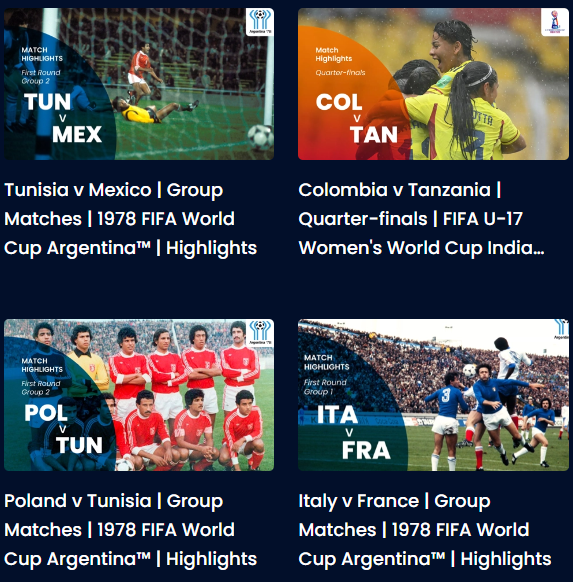 Argentina '78
MATCH
HIGHLIGHTS
First Round
Group 2
TUN
v
MEX
Tunisia v Mexico | Group
Matches | 1978 FIFA World
Cup Argentina™ | Highlights
Match
Highlights
Quarter-finals
COL
v
TAN
Colombia v Tanzania |
Quarter-finals | FIFA U-17
Women's World Cup India...
Argentina '78
MATCH
HIGHLIGHTS
First Round
Group 2
POL
v
TUN
Poland v Tunisia | Group
Matches | 1978 FIFA World
Cup Argentina™ | Highlights
MATCH
HIGHLIGHTS
First Round
Group 1
ITA
v
FRA
3
Italy v France | Group
Matches | 1978 FIFA World
Cup Argentina™ | Highlights